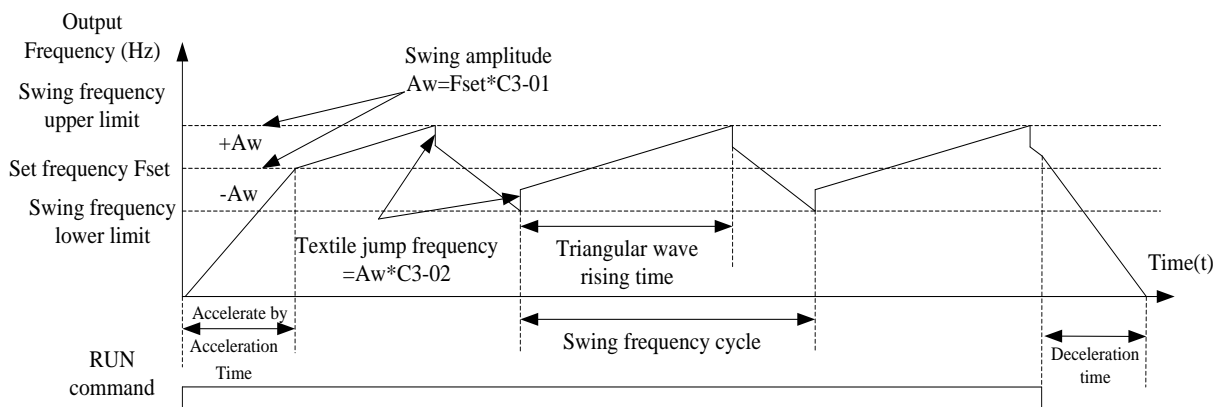 Output
Frequency (Hz)
Swing amplitude
Aw=Fset*C3-01
Swing frequency
upper limit
+Aw
Set frequency Fset
-Aw
Swing frequency
lower limit
Textile jump frequency
=Aw*C3-02
Triangular wave
rising time
Time(t)
Accelerate by
Acceleration
Time
Swing frequency cycle
Deceleration
time
RUN
command